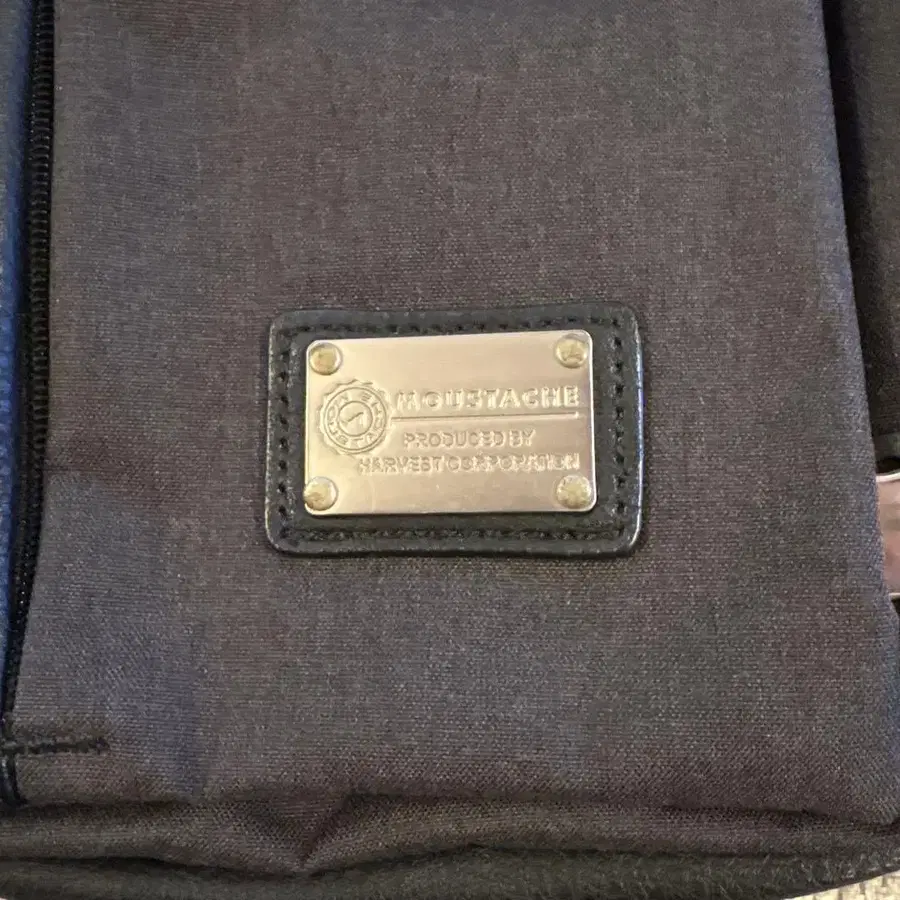 MOUSTACHE
PRODUCED BY
HARVEST CORPORATION